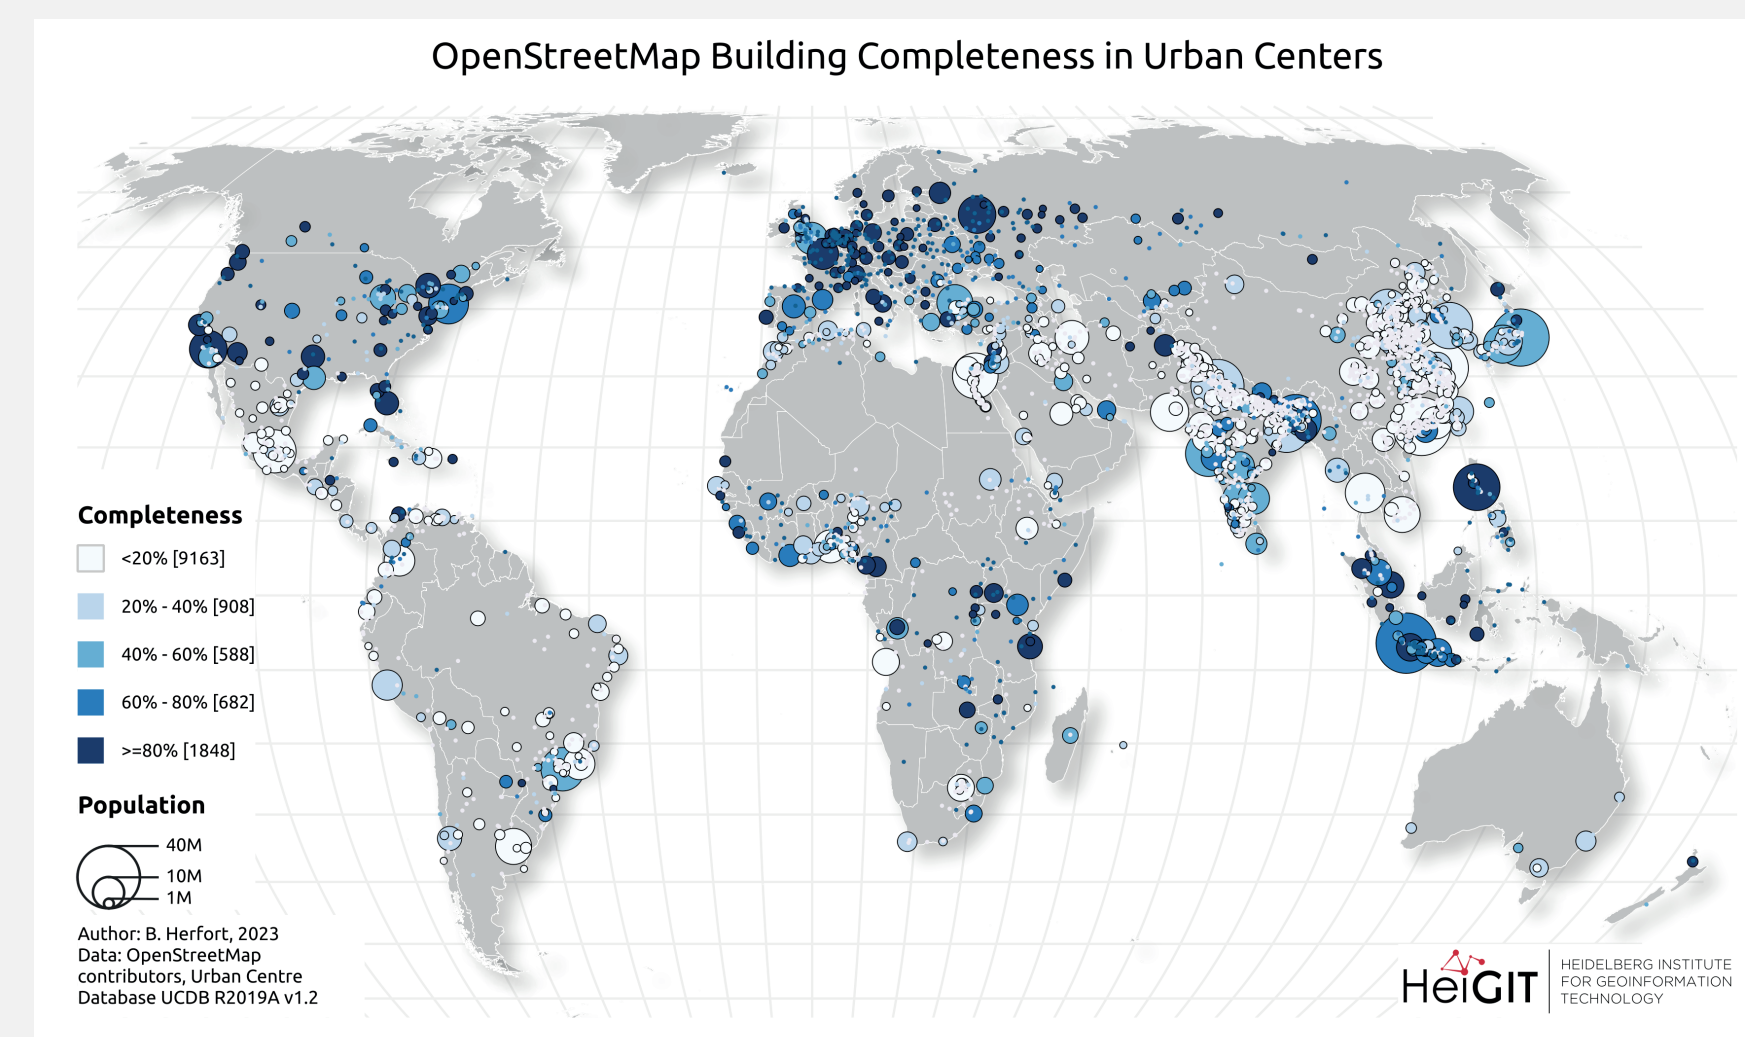 OpenStreetMap Building Completeness in Urban Centers
Completeness
<20% [9163]
20% - 40% [908]
40% - 60% [588]
60% - 80% [682]
>=80% [1848]
Population
40M
10M
1M
Author: B. Herfort, 2023
Data: OpenStreetMap
contributors, Urban Centre
Database UCDB R2019A v1.2
HeiGIT
HEIDELBERG INSTITUTE
FOR GEOINFORMATION
TECHNOLOGY